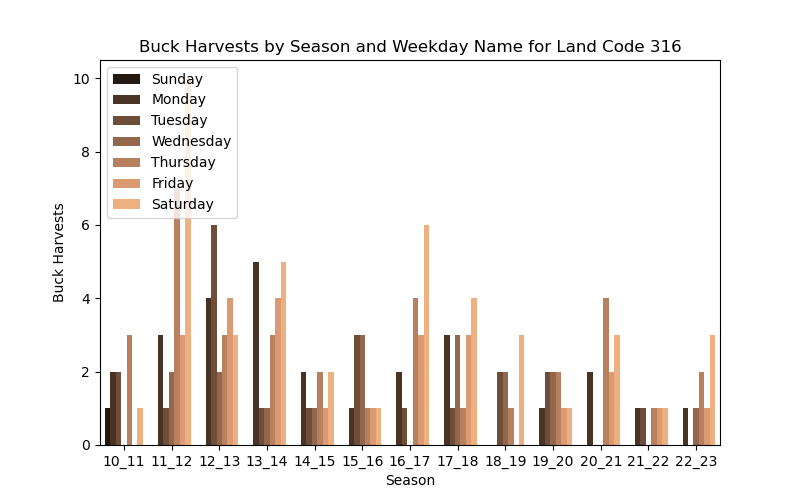 Buck Harvests by Season and Weekday Name for Land Code 316
Sunday
Monday
Tuesday
Wednesday
Thursday
Friday
Saturday
10
8
6
4
2
0
Buck Harvests
10_11 11_12 12_13 13_14 14_15 15_16 16_17 17_18 18_19 19_20 20_21 21_22 22_23
Season